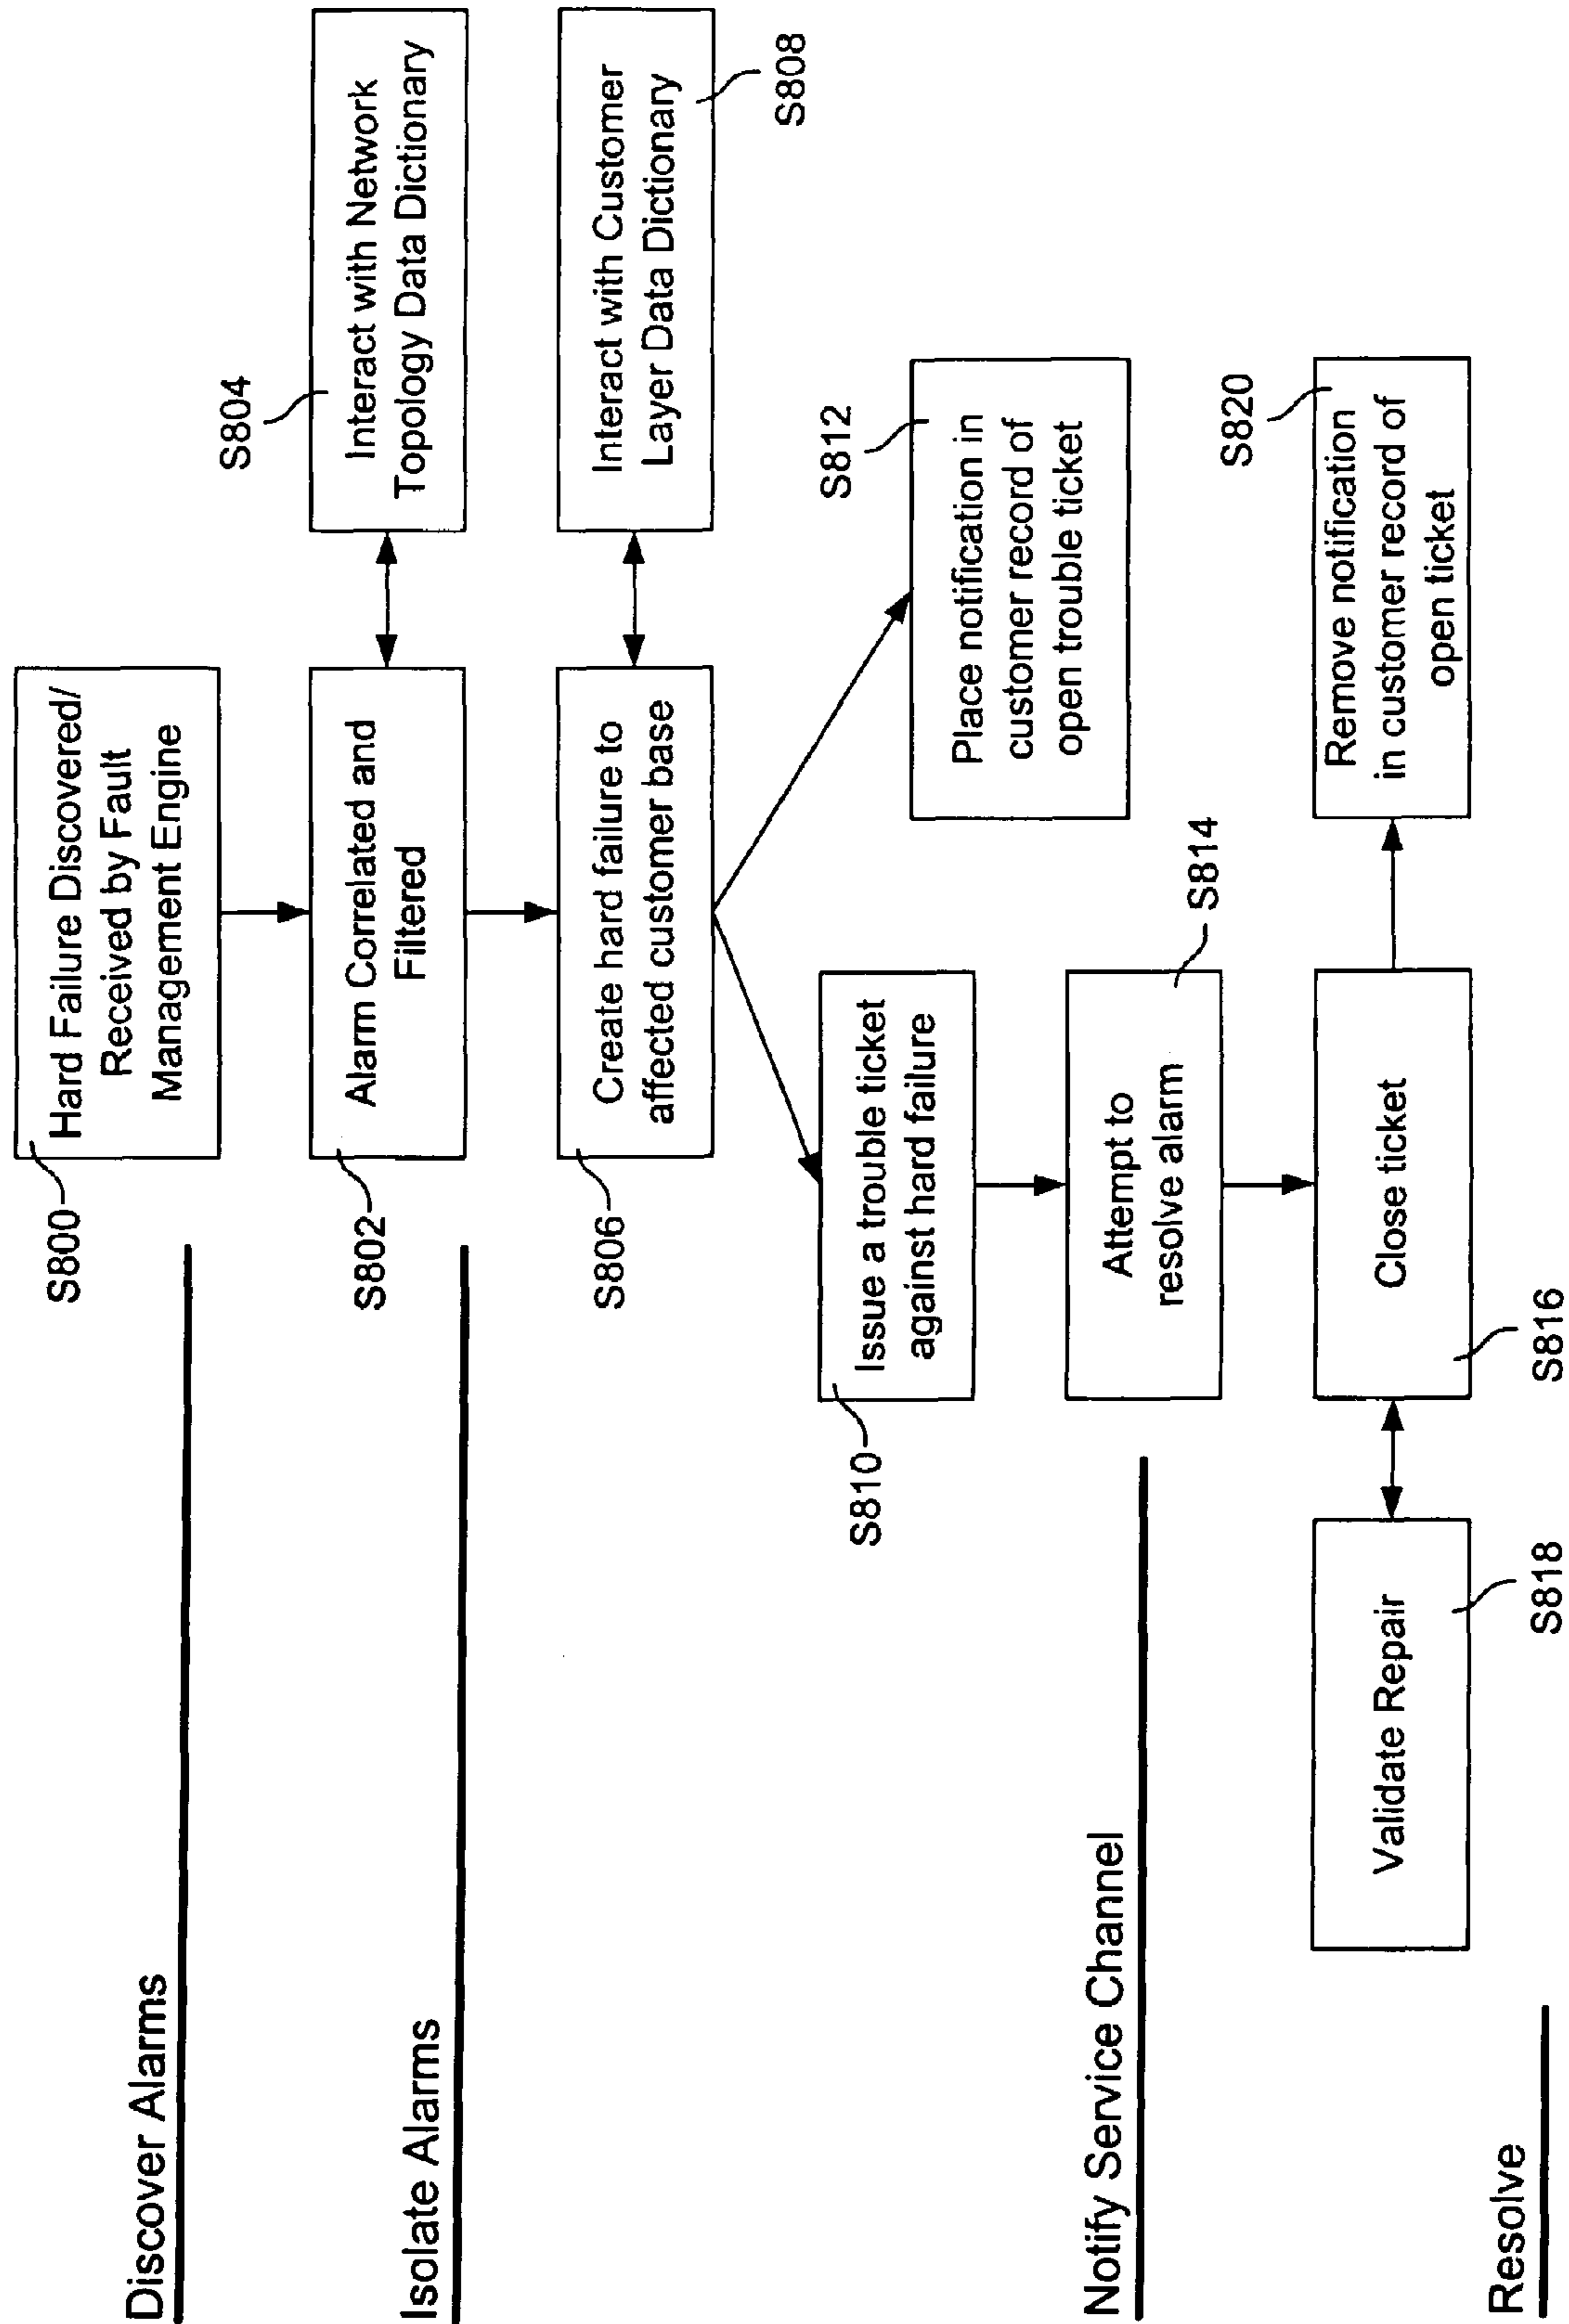 Discover Alarms
S800
Hard Failure Discovered/
Received by Fault
Management Engine
Isolate Alarms
S802
Alarm Correlated and
Filtered
S804
Interact with Network
Topology Data Dictionary
S806
Create hard failure to
affected customer base
Interact with Customer
Layer Data Dictionary
S808
Notify Service Channel
S810
Issue a trouble ticket
against hard failure
S812
Place notification in
customer record of
open trouble ticket
Attempt to
resolve alarm
S814
Resolve
Validate Repair
S818
Close ticket
S816
S820
Remove notification
in customer record of
open ticket